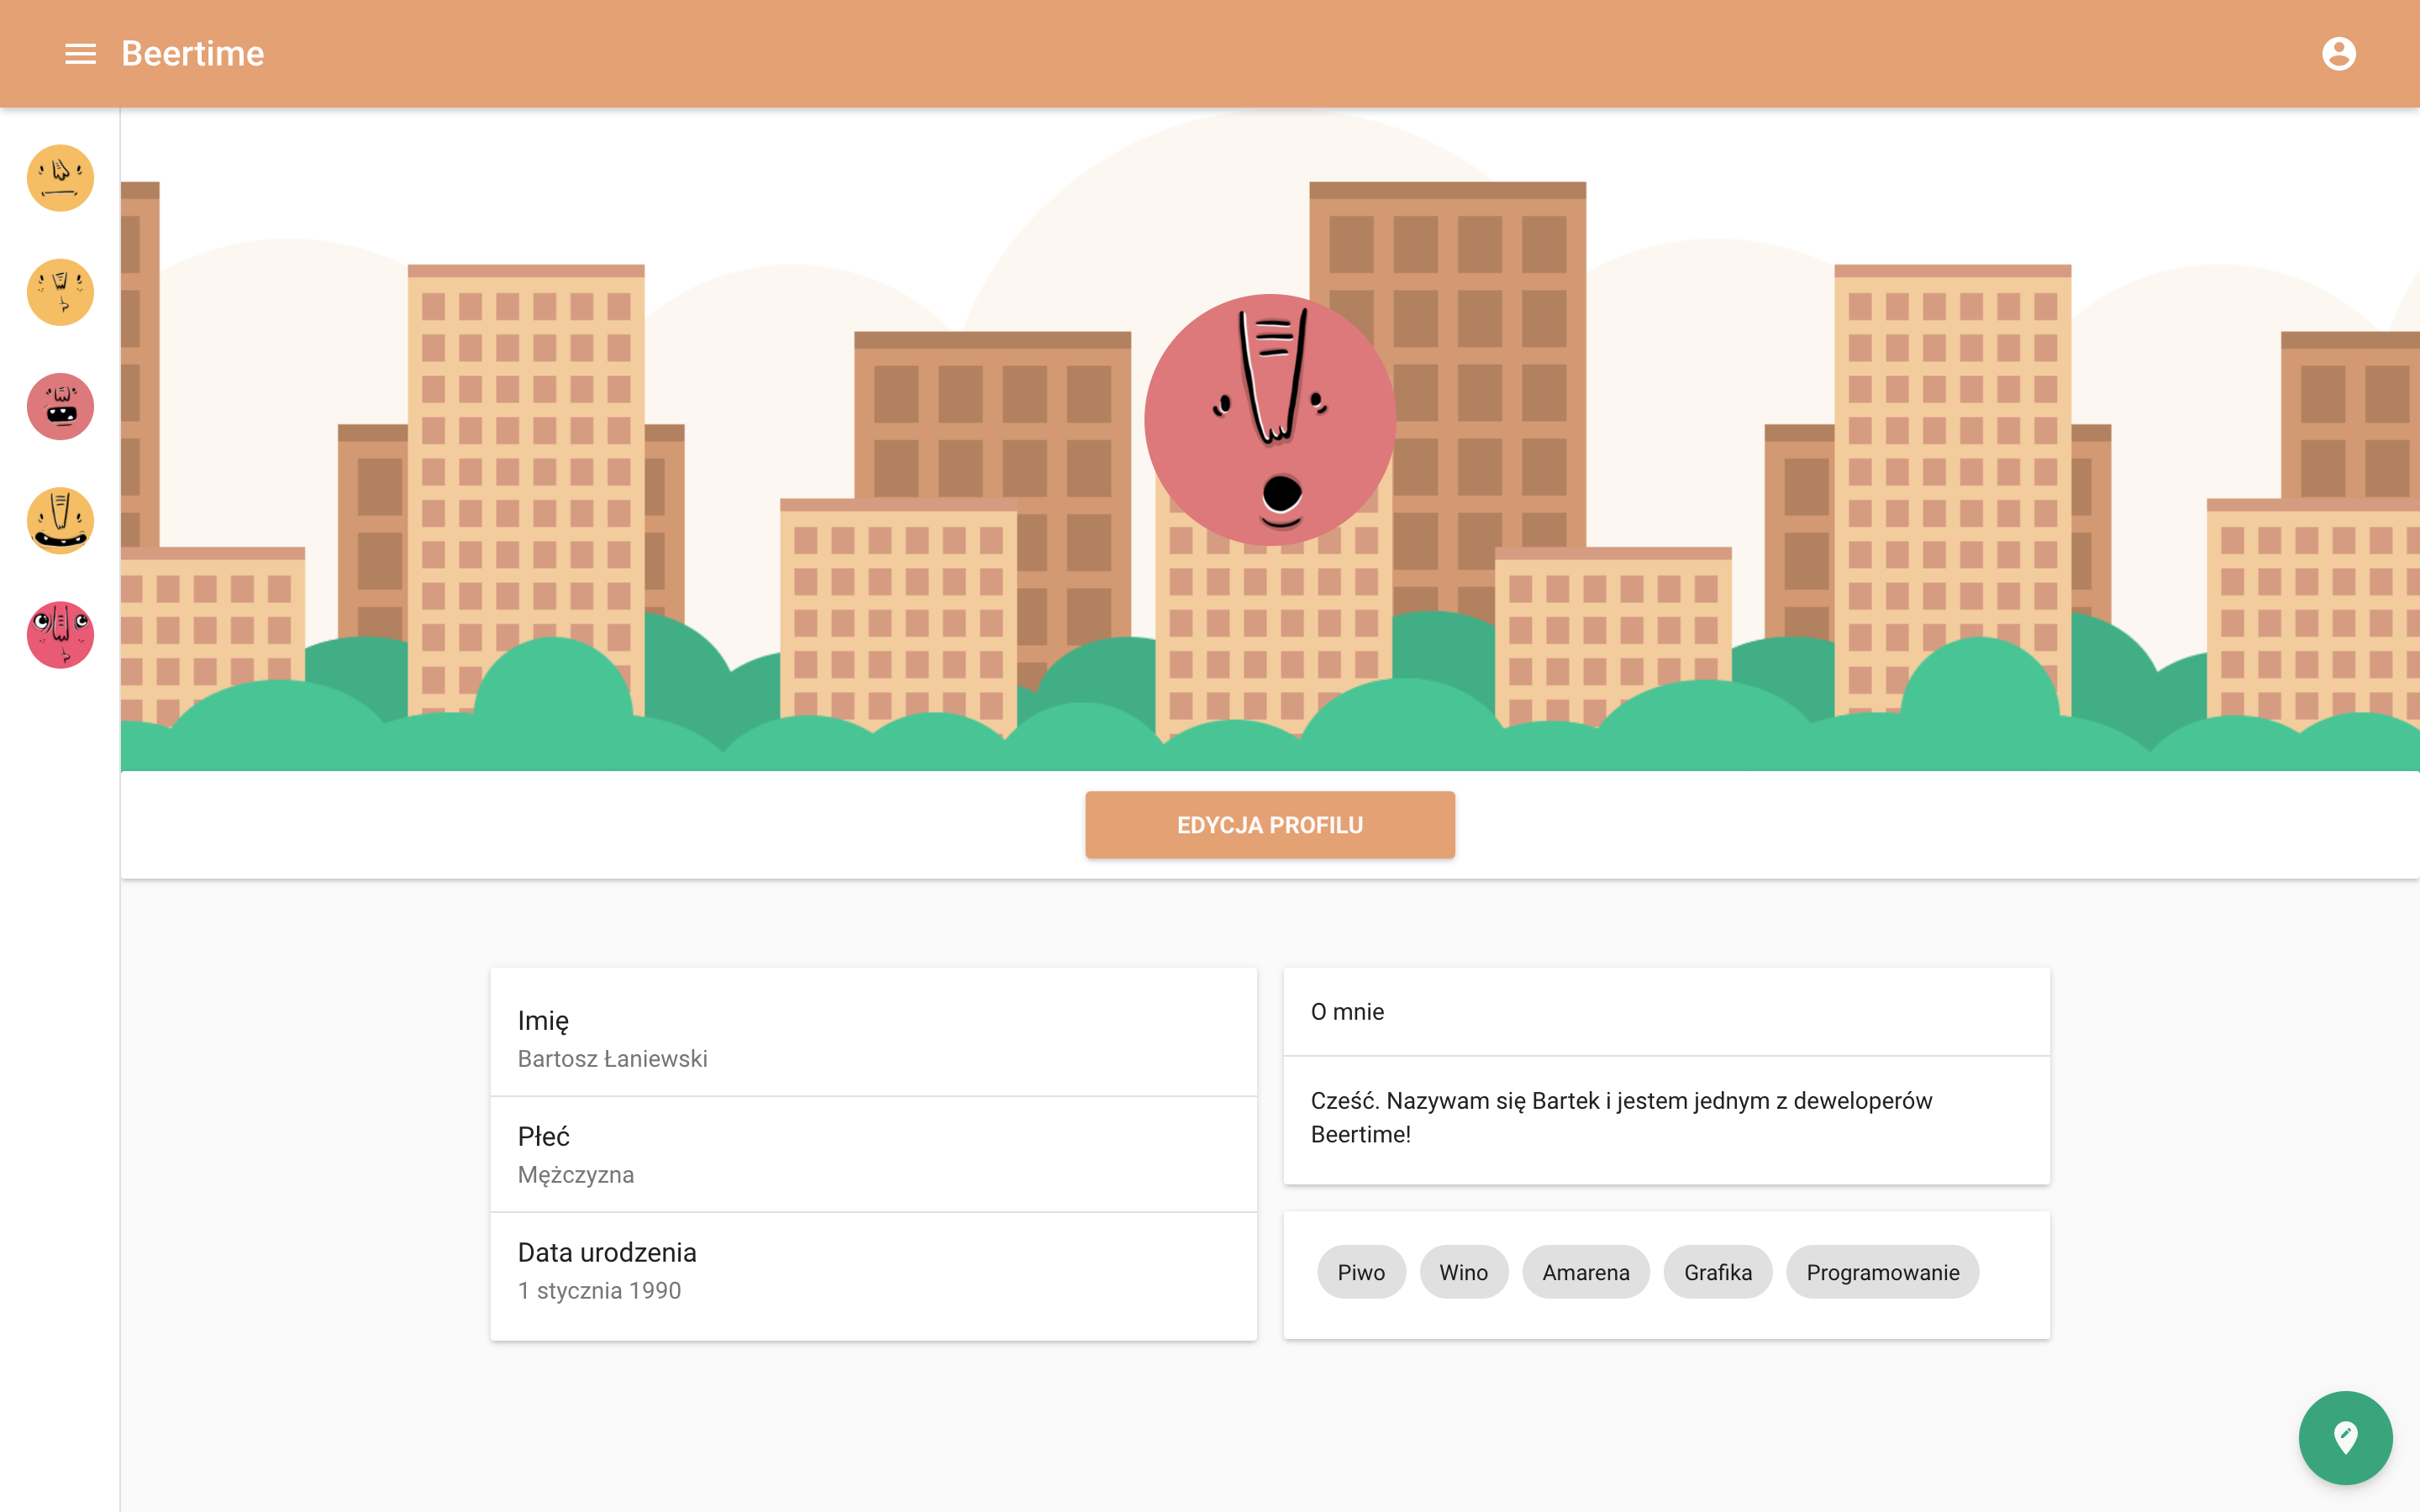 Beertime
EDYCJA PROFILU
Imię
Bartosz Łaniewski
Płeć
Mężczyzna
Data urodzenia
1 stycznia 1990
O mnie
Cześć. Nazywam się Bartek i jestem jednym z deweloperów
Beertime!
Piwo Wino Amarena Grafika Programowanie